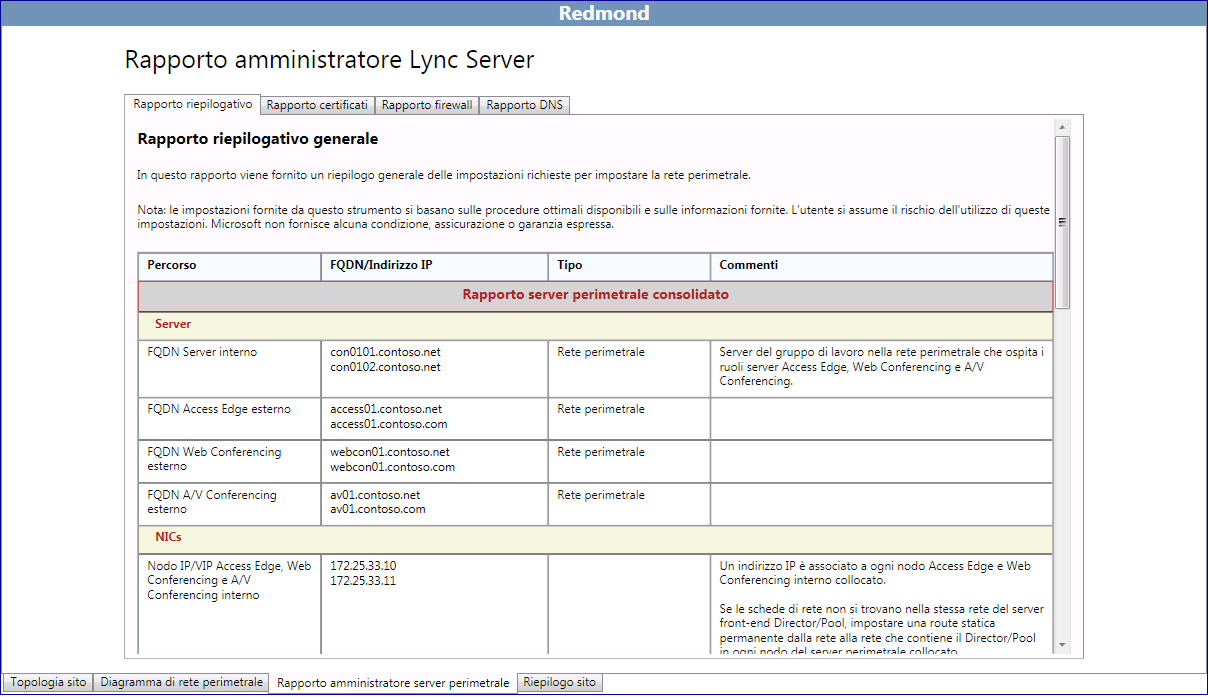 Redmond
Rapporto amministratore Lync Server
Rapporto riepilogativo Rapporto certificati Rapporto firewall Rapporto DNS
Rapporto riepilogativo generale
In questo rapporto viene fornito un riepilogo generale delle impostazioni richieste per impostare la rete perimetrale.
Nota: le impostazioni fornite da questo strumento si basano sulle procedure ottimali disponibili e sulle informazioni fornite. L'utente si assume il rischio dell'utilizzo di queste
impostazioni. Microsoft non fornisce alcuna condizione, assicurazione o garanzia espressa.
Percorso FQDN/Indirizzo IP Tipo Commenti
Rapporto server perimetrale consolidato
Server
FQDN Server interno con0101.contoso.net Rete perimetrale Server del gruppo di lavoro nella rete perimetrale che ospita i
con0102.contoso.net ruoli server Access Edge, Web Conferencing e A/V
Conferencing.
FQDN Access Edge esterno access01.contoso.net Rete perimetrale
access01.contoso.com
FQDN Web Conferencing webcon01.contoso.net Rete perimetrale
esterno webcon01.contoso.com
FQDN A/V Conferencing av01.contoso.net Rete perimetrale
esterno av01.contoso.com
NICs
Nodo IP/VIP Access Edge, Web 172.25.33.10 Un indirizzo IP è associato a ogni nodo Access Edge e Web
Conferencing e A/V 172.25.33.11 Conferencing interno collocato.
Conferencing interno
Se le schede di rete non si trovano nella stessa rete del server
front-end Director/Pool, impostare una route statica
permanente dalla rete alla rete che contiene il Director/Pool
in ogni nodo del server perimetrale collocato.
Topologia sito Diagramma di rete perimetrale Rapporto amministratore server perimetrale Riepilogo sito